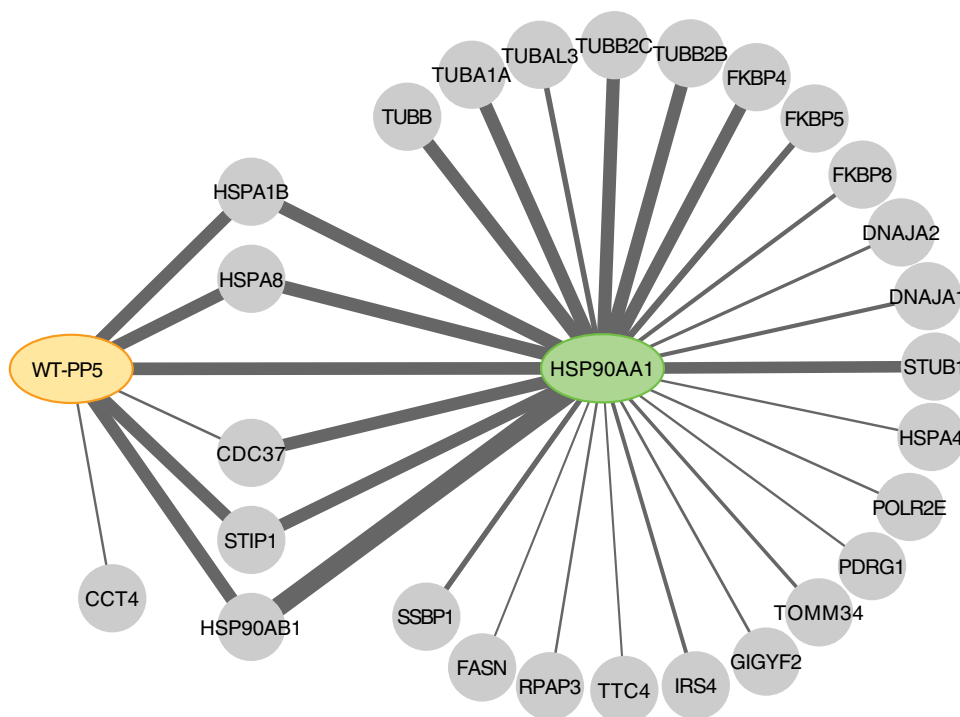 TUBB2C
TUBAL3
TUBB2B
TUBA1A
FKBP4
TUBB
FKBP5
FKBP8
HSPA1B
DNAJA2
HSPA8
DNAJA1
WT-PP5
HSP90AA1
STUB1
CDC37
HSPA4
POLR2E
STIP1
PDRG1
CCT4
TOMM34
SSBP1
HSP90AB1
GIGYF2
FASN
RPAP3
TTC4
IRS4